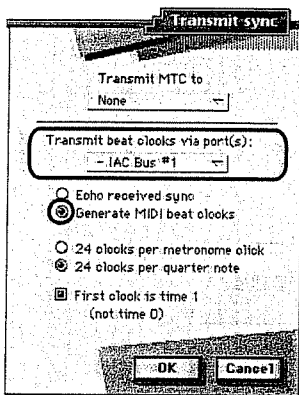 Transmit sync
Transmit MTC to
None
Transmit beat clocks via port(s):
- IAC Bus #1
Echo received sync
Generate MIDI beat clocks
24 clocks per metronome click
24 clocks per quarter note
First clock is time 1
(not time 0)
OK Cancel